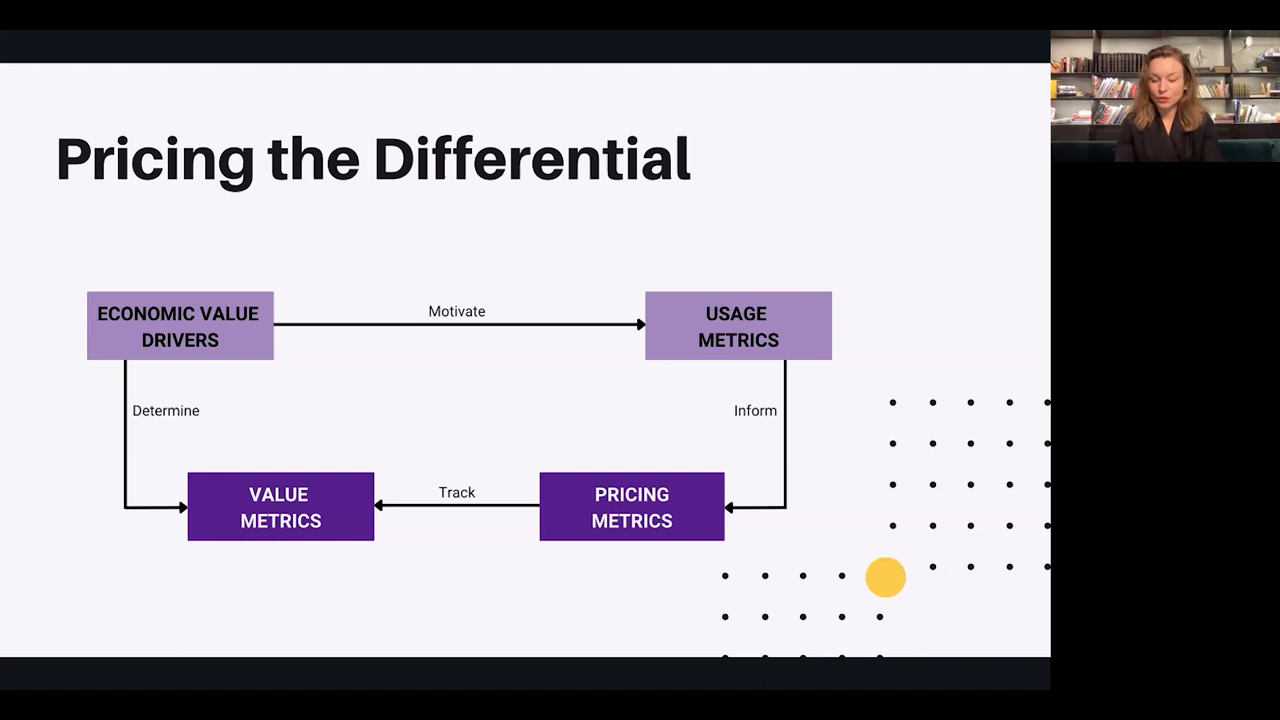 Pricing the Differential
ECONOMIC VALUE
DRIVERS
Motivate
USAGE
METRICS
Determine
Inform
VALUE
METRICS
Track
PRICING
METRICS